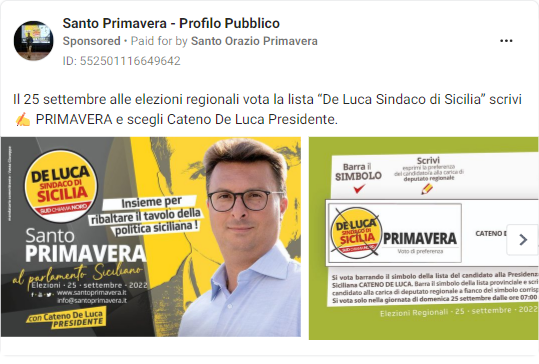 Santo Primavera - Profilo Pubblico
Sponsored • Paid for by Santo Orazio Primavera
ID: 552501116649642
Il 25 settembre alle elezioni regionali vota la lista “De Luca Sindaco di Sicilia” scrivi
✍ PRIMAVERA e scegli Cateno De Luca Presidente.
DE LUCA
SINDACO DI
SICILIA
SUD CHIAMA NORD
Insieme per
ribaltare il tavolo della
politica siciliana !
Santo
PRIMAVERA
al parlamento Siciliano
Elezioni • 25 • settembre • 2022
www.santoprimavera.it
info@santoprimavera.it
con Cateno De Luca
PRESIDENTE
Barra il
SIMBOLO
Scrivi
esprimi la preferenza
del candidato/a alla carica di
deputato regionale
DE LUCA
SINDACO DI
SICILIA
PRIMAVERA
Voto di preferenza
CATENO D
Si vota barrando il simbolo della lista del candidato alla Presidenza
Siciliana CATENO DE LUCA. Barra il simbolo della lista provinciale e scri
candidato alla carica di deputato regionale a fianco del simbolo corrisp
Si vota solo nella giornata di domenica 25 settembre dalle ore 07:00
Elezioni Regionali • 25 • settembre • 20